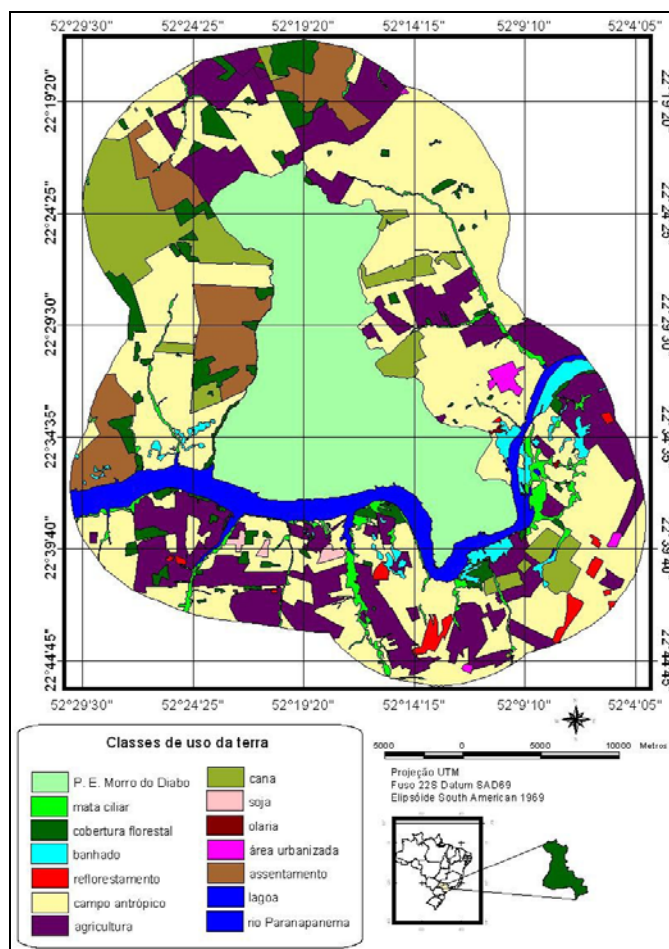 52°29'30" 52°24'25" 52°19'20" 52°14'15" 52°9'10" 52°4'05"
22°19'20" 22°19'20"
22°24'25" 22°24'25"
22°29'30" 22°29'30"
22°34'35" 22°34'35"
22°39'40" 22°39'40"
22°44'45" 22°44'45"
52°29'30" 52°24'25" 52°19'20" 52°14'15" 52°9'10" 52°4'05"
Classes de uso da terra
P. E. Morro do Diabo
mata ciliar
cobertura florestal
banhado
reflorestamento
campo antrópico
agricultura
cana
soja
olaria
área urbanizada
assentamento
lagoa
rio Paranapanema
5000 0 5000 10000 Metros
Projeção UTM
Fuso 22S Datum SAD69
Elipsóide South American 1969